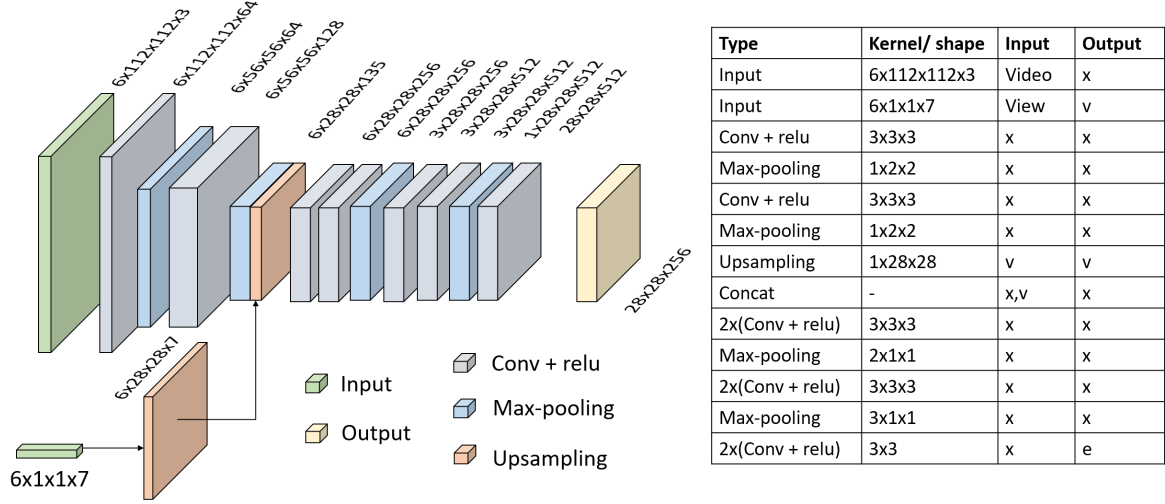 6x112x112x3
6x112x112x64
6x56x56x64
6x56x56x128
6x28x28x135
6x28x28x256
6x28x28x256
3x28x28x256
3x28x28x512
3x28x28x512
1x28x28x512
28x28x512
28x28x256
6x28x28x7
6x1x1x7
Input
Output
Conv + relu
Max-pooling
Upsampling
Type Kernel/ shape Input Output
Input 6x112x112x3 Video x
Input 6x1x1x7 View v
Conv + relu 3x3x3 x x
Max-pooling 1x2x2 x x
Conv + relu 3x3x3 x x
Max-pooling 1x2x2 x x
Upsampling 1x28x28 v v
Concat - x,v x
2x(Conv + relu) 3x3x3 x x
Max-pooling 2x1x1 x x
2x(Conv + relu) 3x3x3 x x
Max-pooling 3x1x1 x x
2x(Conv + relu) 3x3 x e